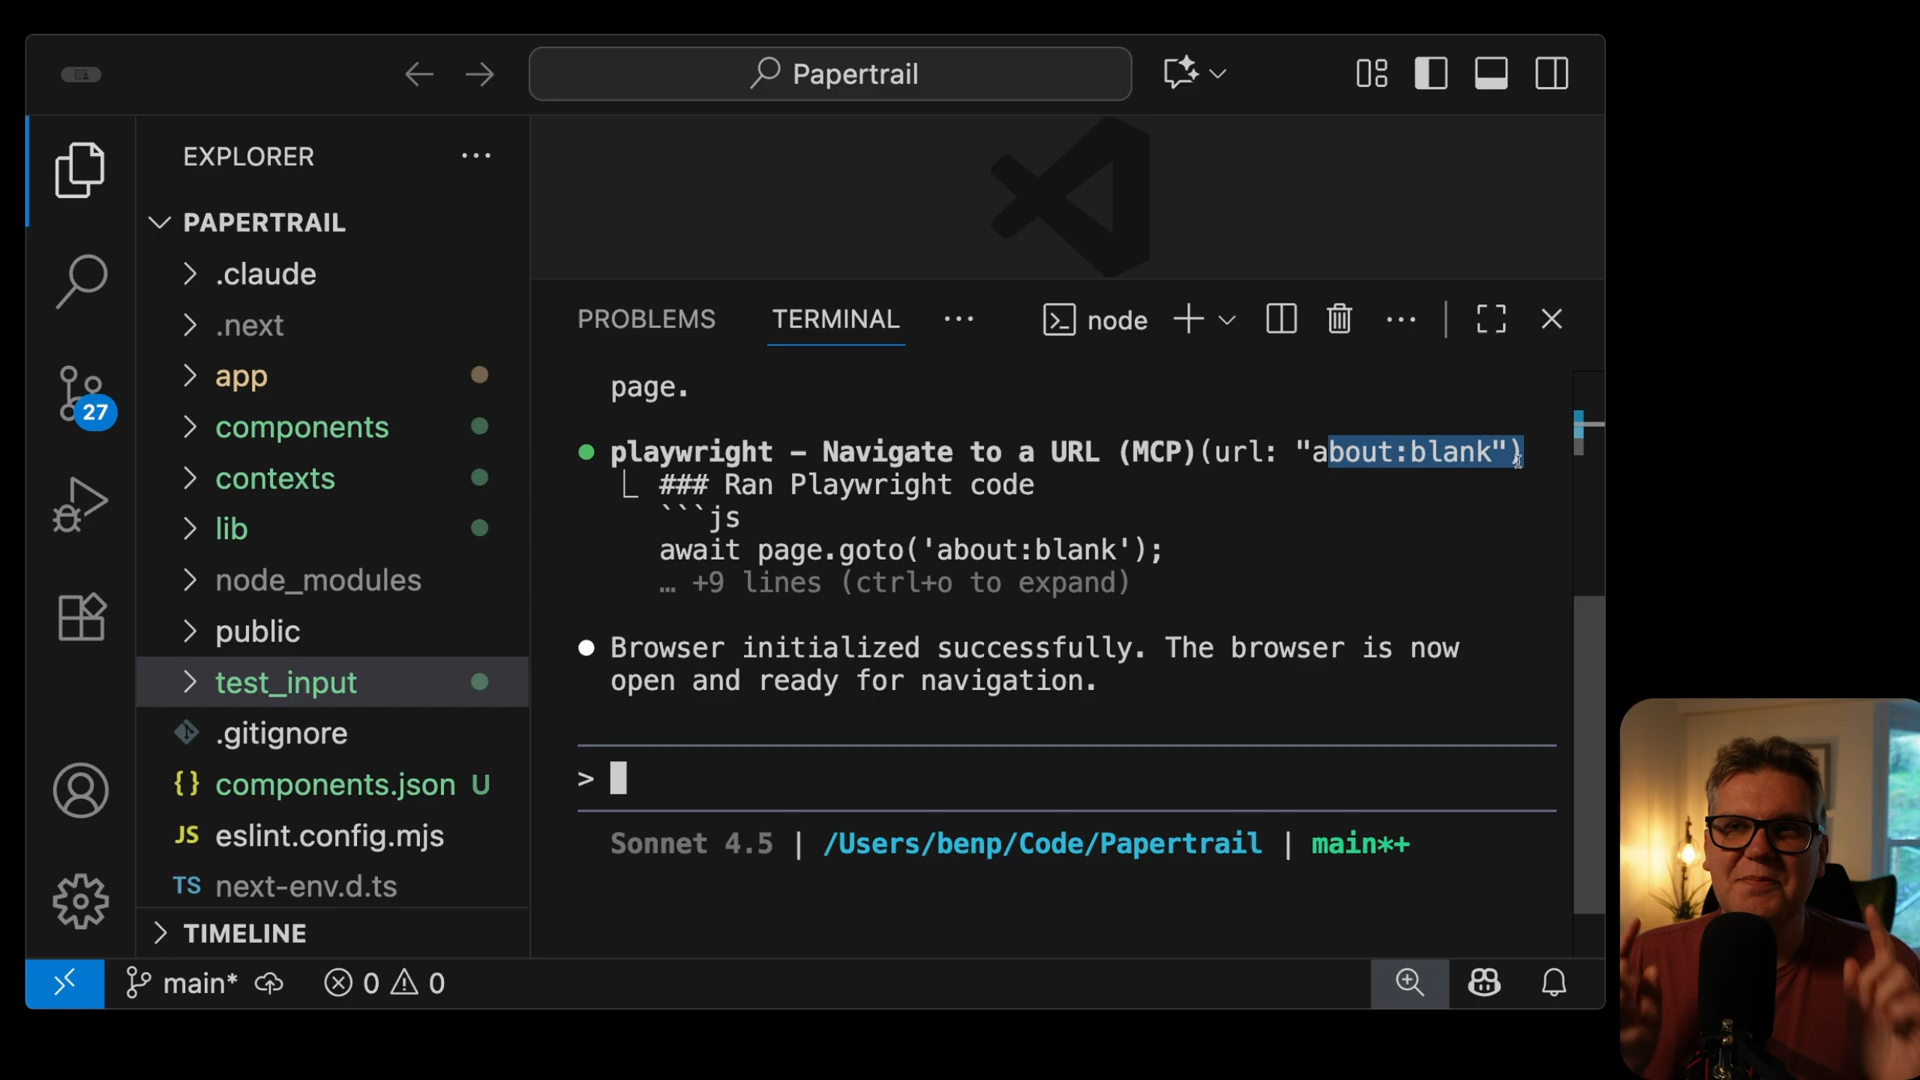 Papertrail
EXPLORER
PAPERTRAIL
.claude
.next
app
components
contexts
lib
node_modules
public
test_input
.gitignore
{} components.json U
JS eslint.config.mjs
TS next-env.d.ts
TIMELINE
27
PROBLEMS TERMINAL node
page.
playwright – Navigate to a URL (MCP)(url: "about:blank")
### Ran Playwright code
```js
await page.goto('about:blank');
… +9 lines (ctrl+o to expand)
Browser initialized successfully. The browser is now
open and ready for navigation.
>
Sonnet 4.5 | /Users/benp/Code/Papertrail | main*+
main* 0 0